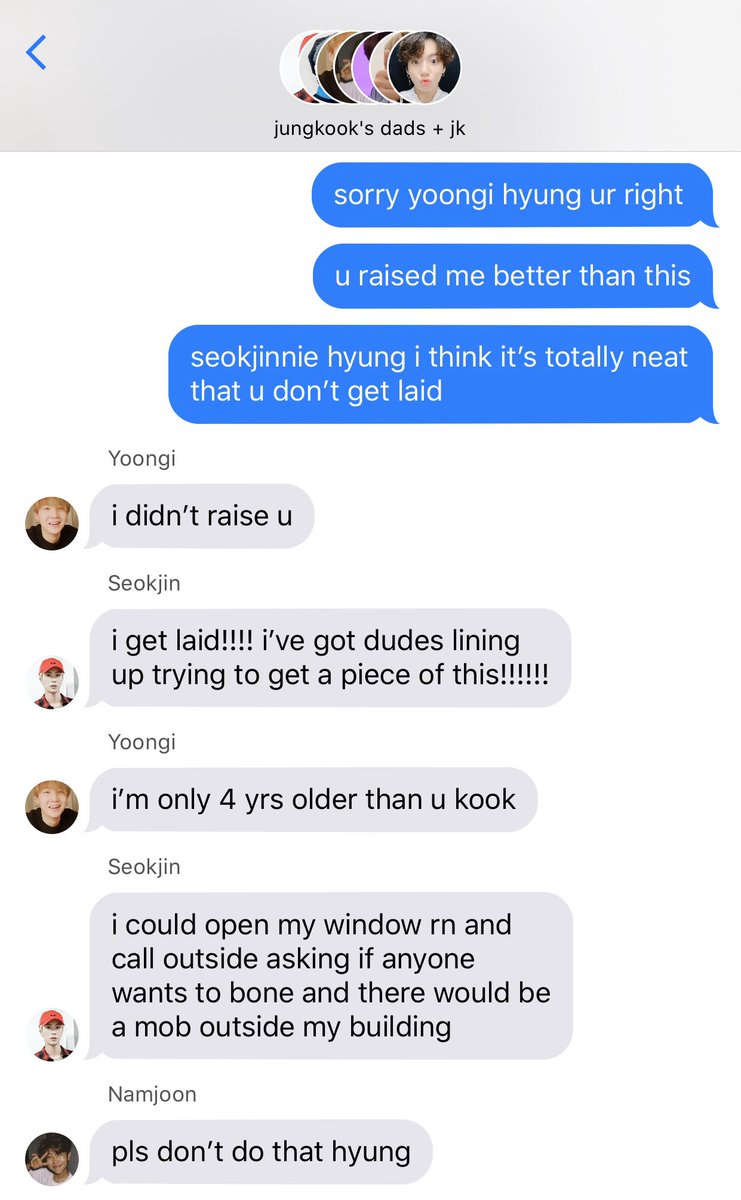 jungkook's dads + jk
sorry yoongi hyung ur right
u raised me better than this
seokjinnie hyung i think it’s totally neat
that u don’t get laid
Yoongi
i didn’t raise u
Seokjin
i get laid!!!! i’ve got dudes lining
up trying to get a piece of this!!!!!!
Yoongi
i’m only 4 yrs older than u kook
Seokjin
i could open my window rn and
call outside asking if anyone
wants to bone and there would be
a mob outside my building
Namjoon
pls don’t do that hyung